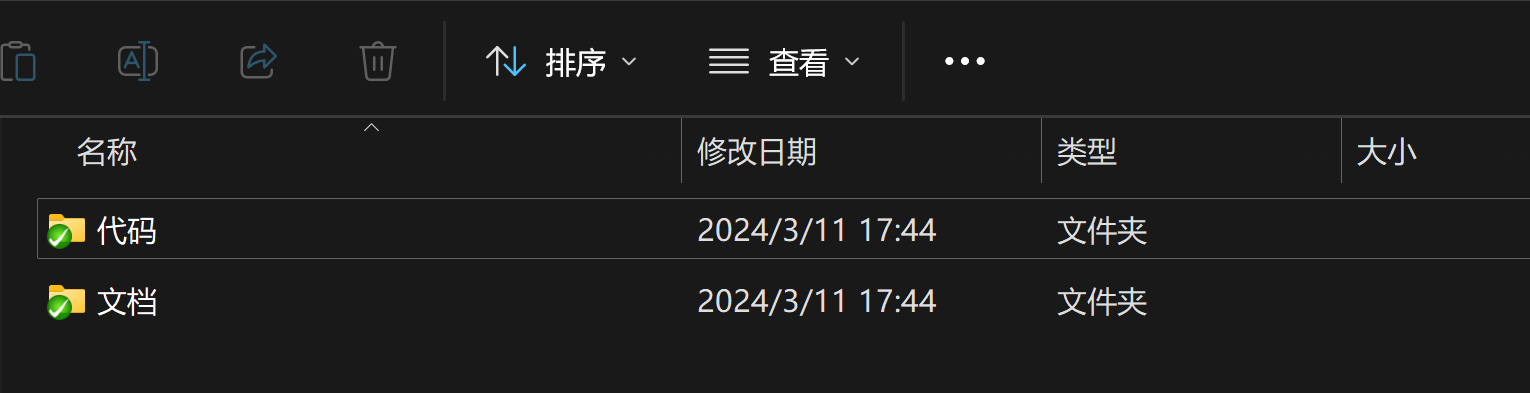 排序 查看
名称 修改日期 类型 大小
代码 2024/3/11 17:44 文件夹
文档 2024/3/11 17:44 文件夹